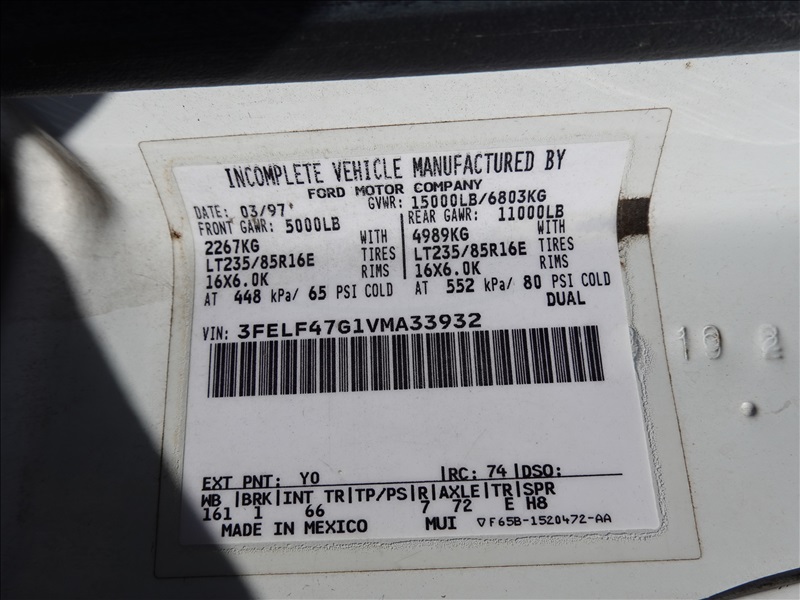 INCOMPLETE VEHICLE MANUFACTURED BY
FORD MOTOR COMPANY
DATE: 03/97 GVWR: 15000LB/6803KG
FRONT GAWR: 5000LB REAR GAWR: 11000LB
2267KG WITH 4989KG WITH
LT235/85R16E TIRES LT235/85R16E TIRES
16X6.0K RIMS 16X6.0K RIMS
AT 448 kPa/ 65 PSI COLD AT 552 kPa/ 80 PSI COLD
DUAL
VIN: 3FELF47G1VMA33932
EXT PNT: YO |RC: 74 |DSO:
WB |BRK|INT TR|TP/PS|R|AXLE|TR|SPR
161 1 66 7 72 E H8
MADE IN MEXICO MUI ▽F65B-1520472-AA
19 2